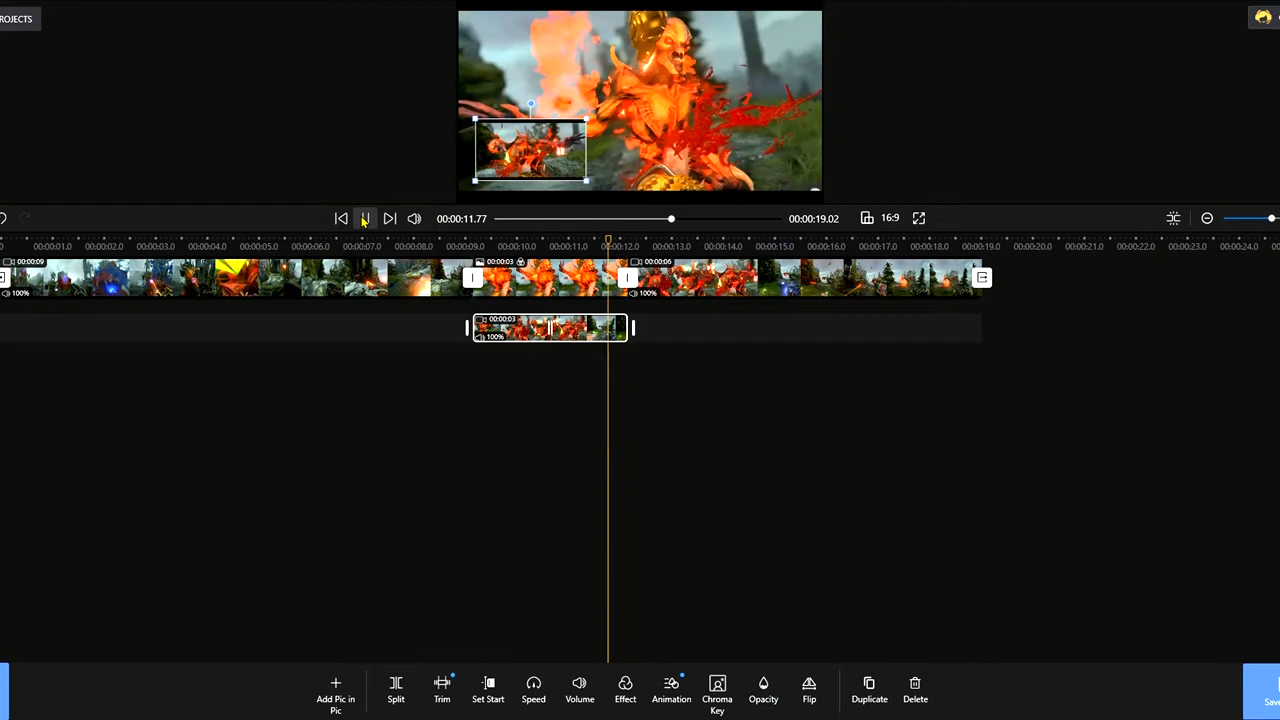 ROJECTS
00:00:11.77 00:00:19.02 16:9
00:00:01.0 00:00:02.0 00:00:03.0 00:00:04.0 00:00:05.0 00:00:06.0 00:00:07.0 00:00:08.0 00:00:09.0 00:00:10.0 00:00:11.0 00:00:12.0 00:00:13.0 00:00:14.0 00:00:15.0 00:00:16.0 00:00:17.0 00:00:18.0 00:00:19.0 00:00:20.0 00:00:21.0 00:00:22.0 00:00:23.0 00:00:24.0
00:00:09 00:00:03 00:00:06
100% 100%
00:00:03
100%
Add Pic in Pic
Split Trim Set Start Speed Volume Effect Animation Chroma Key Opacity Flip Duplicate Delete Save